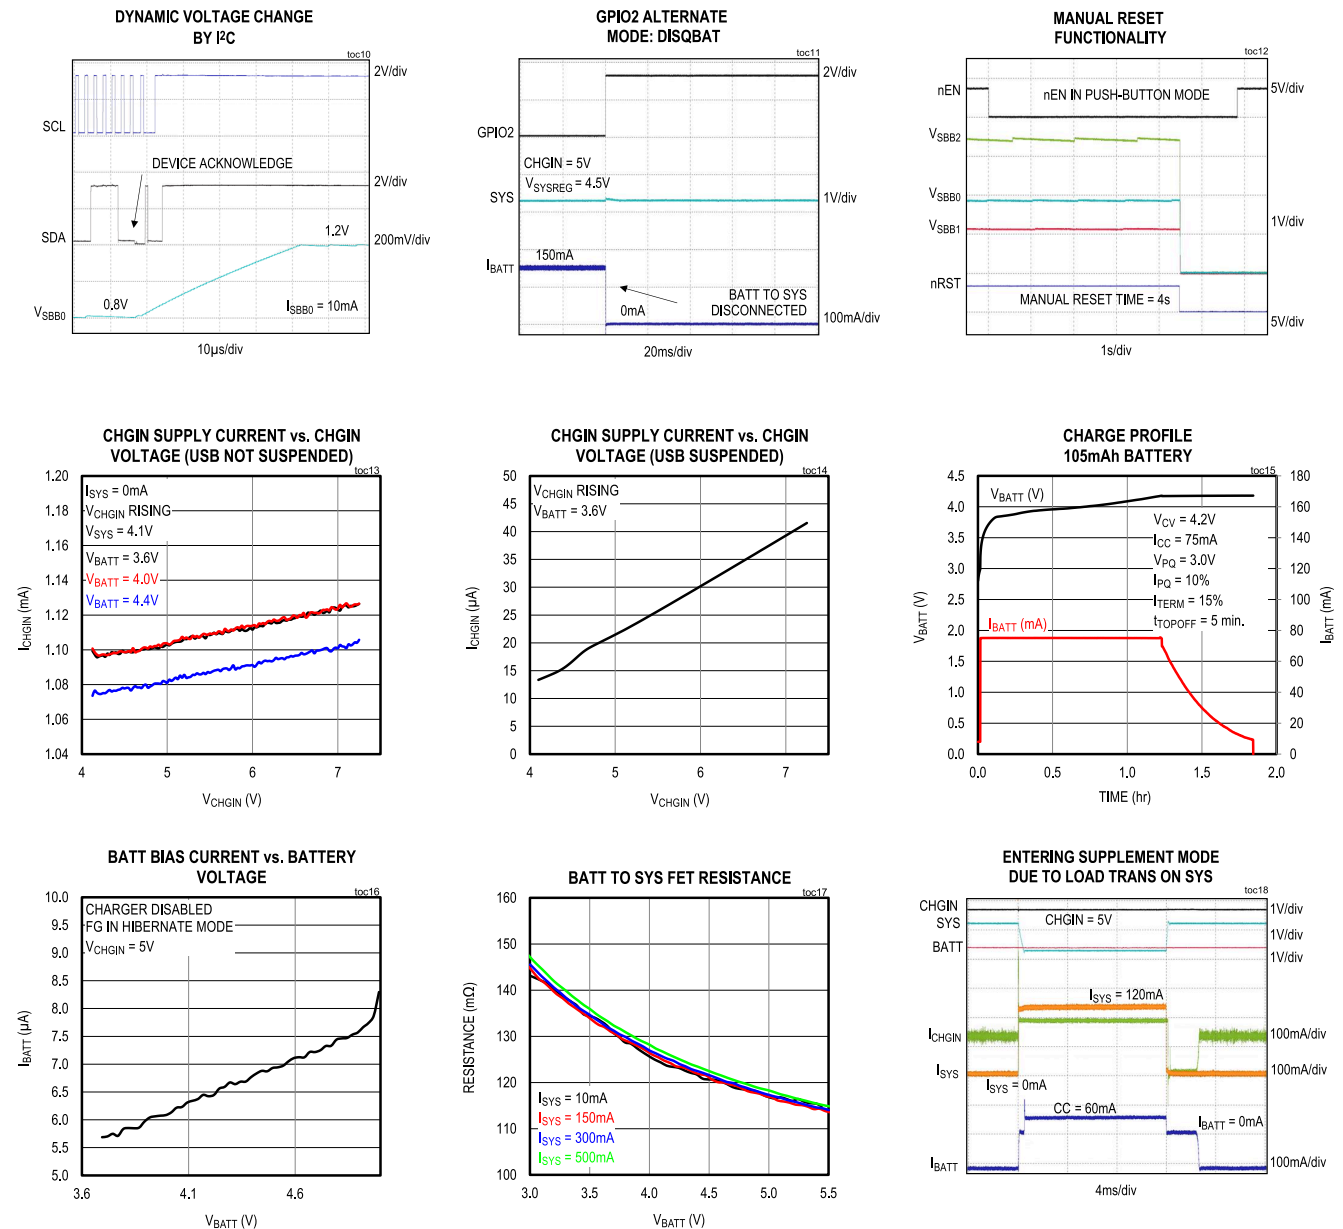 DYNAMIC VOLTAGE CHANGE
BY I²C
toc10
2V/div
SCL
DEVICE ACKNOWLEDGE
2V/div
SDA
1.2V
200mV/div
0.8V
ISBB0 = 10mA
VSBB0
10µs/div
GPIO2 ALTERNATE
MODE: DISQBAT
toc11
2V/div
GPIO2
CHGIN = 5V
VSYSREG = 4.5V
SYS
1V/div
150mA
IBATT
BATT TO SYS
DISCONNECTED
0mA
100mA/div
20ms/div
MANUAL RESET
FUNCTIONALITY
toc12
nEN
nEN IN PUSH-BUTTON MODE
5V/div
VSBB2
VSBB0
VSBB1
1V/div
nRST
MANUAL RESET TIME = 4s
5V/div
1s/div
CHGIN SUPPLY CURRENT vs. CHGIN
VOLTAGE (USB NOT SUSPENDED)
toc13
ISYS = 0mA
VCHGIN RISING
VSYS = 4.1V
VBATT = 3.6V
VBATT = 4.0V
VBATT = 4.4V
1.20
1.18
1.16
1.14
1.12
1.10
1.08
1.06
1.04
ICHGIN (mA)
4 5 6 7
VCHGIN (V)
CHGIN SUPPLY CURRENT vs. CHGIN
VOLTAGE (USB SUSPENDED)
toc14
VCHGIN RISING
VBATT = 3.6V
50
45
40
35
30
25
20
15
10
5
0
ICHGIN (µA)
4 5 6 7
VCHGIN (V)
CHARGE PROFILE
105mAh BATTERY
toc15
VBATT (V)
VCV = 4.2V
ICC = 75mA
VPQ = 3.0V
IPQ = 10%
ITERM = 15%
tTOPOFF = 5 min.
IBATT (mA)
4.5
4.0
3.5
3.0
2.5
2.0
1.5
1.0
0.5
0.0
VBATT (V)
180
160
140
120
100
80
60
40
20
0
IBATT (mA)
0.0 0.5 1.0 1.5 2.0
TIME (hr)
BATT BIAS CURRENT vs. BATTERY
VOLTAGE
toc16
CHARGER DISABLED
FG IN HIBERNATE MODE
VCHGIN = 5V
10.0
9.5
9.0
8.5
8.0
7.5
7.0
6.5
6.0
5.5
5.0
IBATT (µA)
3.6 4.1 4.6
VBATT (V)
BATT TO SYS FET RESISTANCE
toc17
160
150
140
130
120
110
100
RESISTANCE (mΩ)
ISYS = 10mA
ISYS = 150mA
ISYS = 300mA
ISYS = 500mA
3.0 3.5 4.0 4.5 5.0 5.5
VBATT (V)
ENTERING SUPPLEMENT MODE
DUE TO LOAD TRANS ON SYS
toc18
CHGIN
1V/div
SYS
CHGIN = 5V
1V/div
BATT
1V/div
ISYS = 120mA
ICHGIN
100mA/div
ISYS
100mA/div
ISYS = 0mA
CC = 60mA
IBATT = 0mA
IBATT
100mA/div
4ms/div